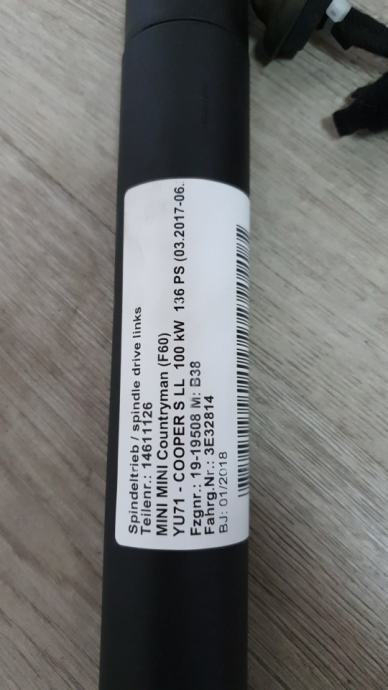 Spindeltrieb / spindle drive links
Teilenr.: 14611126
MINI MINI Countryman (F60)
YU71 - COOPER S LL 100 kW 136 PS (03.2017-06.
Fzgnr.: 19-19508 M: B38
Fahrg.Nr.: 3E32814
BJ: 01/2018